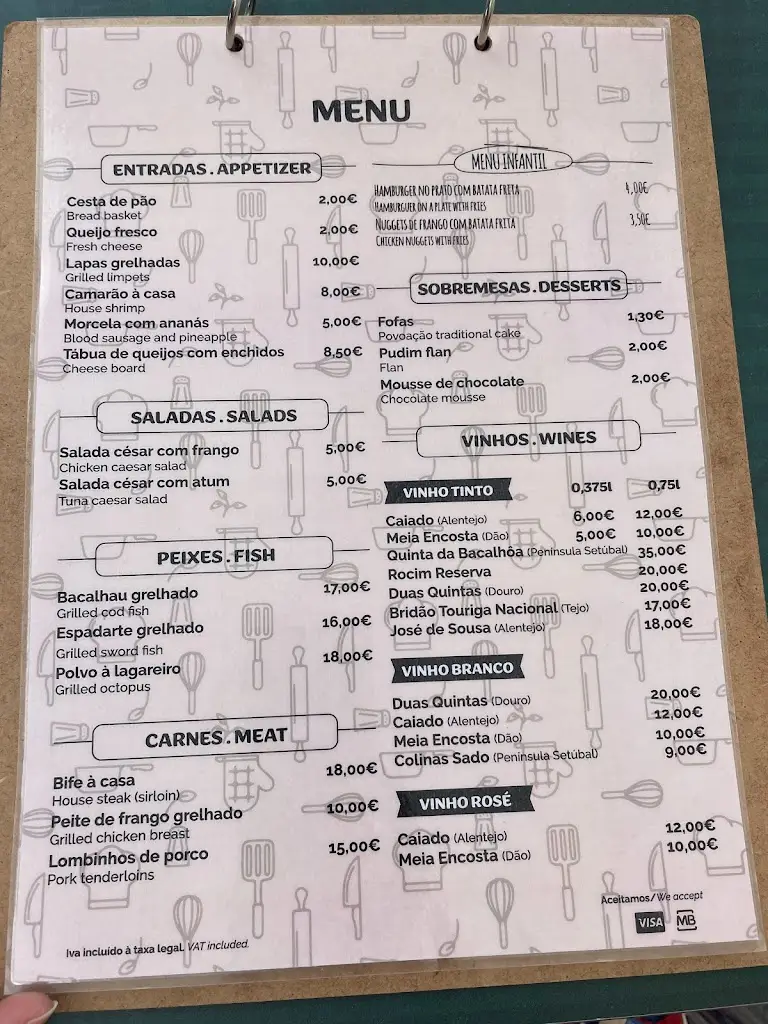 MENU
ENTRADAS . APPETIZER
Cesta de pão 2,00€
Bread basket
Queijo fresco 2,00€
Fresh cheese
Lapas grelhadas 10,00€
Grilled limpets
Camarão à casa 8,00€
House shrimp
Morcela com ananás 5,00€
Blood sausage and pineapple
Tábua de queijos com enchidos 8,50€
Cheese board
SALADAS . SALADS
Salada césar com frango 5,00€
Chicken caesar salad
Salada césar com atum 5,00€
Tuna caesar salad
PEIXES . FISH
Bacalhau grelhado 17,00€
Grilled cod fish
Espadarte grelhado 16,00€
Grilled sword fish
Polvo à lagareiro 18,00€
Grilled octopus
CARNES . MEAT
Bife à casa 18,00€
House steak (sirloin)
Peite de frango grelhado 10,00€
Grilled chicken breast
Lombinhos de porco 15,00€
Pork tenderloins
Iva incluído à taxa legal. VAT included.
MENU INFANTIL
HAMBURGER NO PRATO COM BATATA FRITA 4,00€
HAMBURGUER ON A PLATE WITH FRIES
NUGGETS DE FRANGO COM BATATA FRITA 3,50€
CHICKEN NUGGETS WITH FRIES
SOBREMESAS . DESSERTS
Fofas 1,30€
Povoação traditional cake
Pudim flan 2,00€
Flan
Mousse de chocolate 2,00€
Chocolate mousse
VINHOS . WINES
VINHO TINTO 0,375l 0,75l
Caiado (Alentejo) 6,00€ 12,00€
Meia Encosta (Dão) 5,00€ 10,00€
Quinta da Bacalhôa (Península Setúbal) 35,00€
Rocim Reserva 20,00€
Duas Quintas (Douro) 20,00€
Bridão Touriga Nacional (Tejo) 17,00€
José de Sousa (Alentejo) 18,00€
VINHO BRANCO
Duas Quintas (Douro) 20,00€
Caiado (Alentejo) 12,00€
Meia Encosta (Dão) 10,00€
Colinas Sado (Península Setúbal) 9,00€
VINHO ROSÉ
Caiado (Alentejo) 12,00€
Meia Encosta (Dão) 10,00€
Aceitamos/We accept
VISA MB